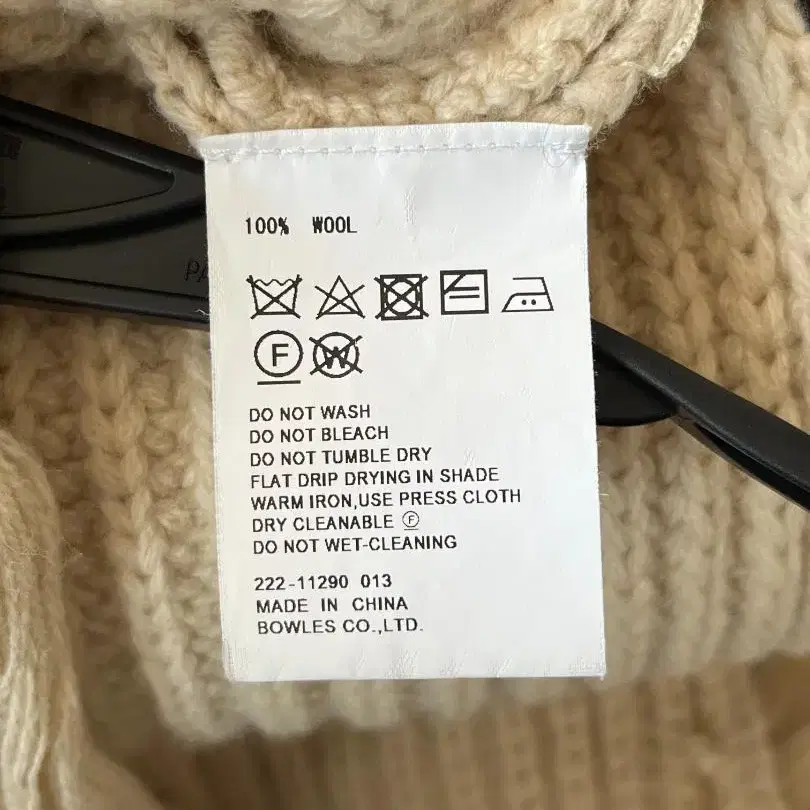 100% WOOL
F W
DO NOT WASH
DO NOT BLEACH
DO NOT TUMBLE DRY
FLAT DRIP DRYING IN SHADE
WARM IRON,USE PRESS CLOTH
DRY CLEANABLE Ⓕ
DO NOT WET-CLEANING
222-11290 013
MADE IN CHINA
BOWLES CO.,LTD.